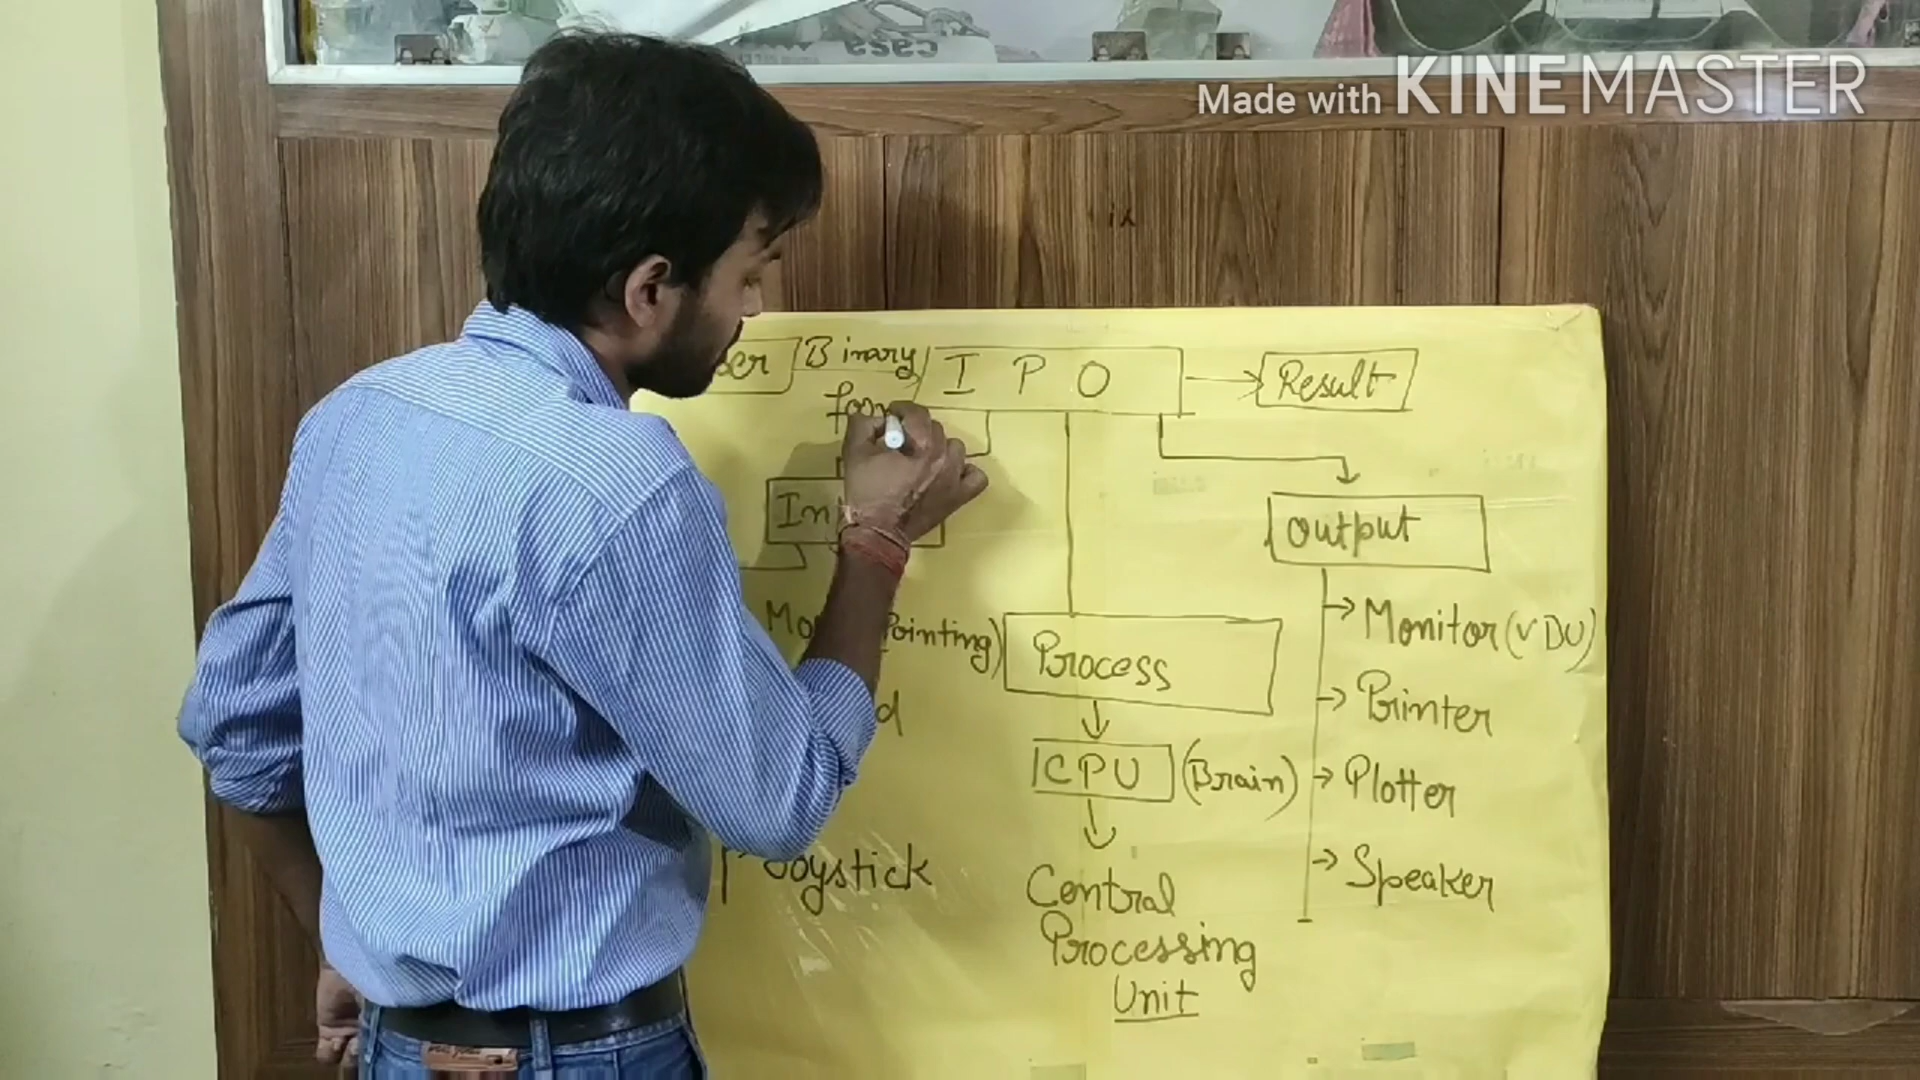 Made with KINEMASTER
Binary
I P O
Result
Output
(Pointing)
Process
Monitor (VDU)
Printer
CPU
(Brain)
Plotter
Joystick
Speaker
Central
Processing
Unit